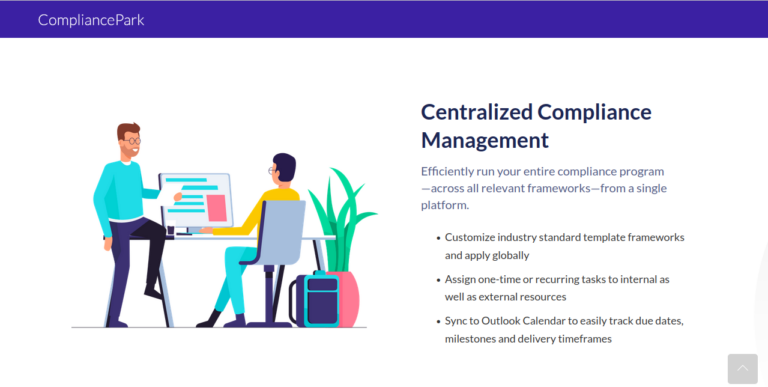 CompliancePark
Centralized Compliance
Management
Efficiently run your entire compliance program
—across all relevant frameworks—from a single
platform.
• Customize industry standard template frameworks
and apply globally
• Assign one-time or recurring tasks to internal as
well as external resources
• Sync to Outlook Calendar to easily track due dates,
milestones and delivery timeframes